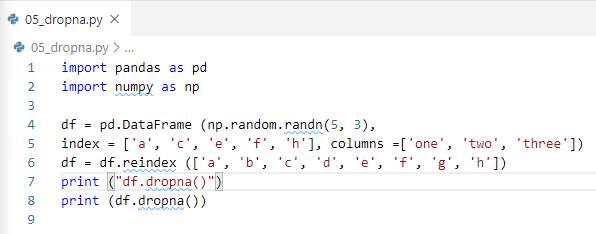 05_dropna.py ×
05_dropna.py > ...
1 import pandas as pd
2 import numpy as np
3
4 df = pd.DataFrame (np.random.randn(5, 3),
5 index = ['a', 'c', 'e', 'f', 'h'], columns =['one', 'two', 'three'])
6 df = df.reindex (['a', 'b', 'c', 'd', 'e', 'f', 'g', 'h'])
7 print ("df.dropna()")
8 print (df.dropna())
9